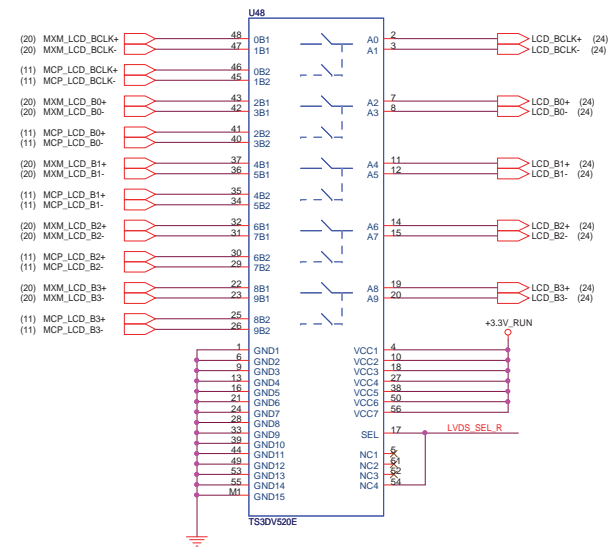 U48
(20) MXM_LCD_BCLK+ 48 0B1 A0 2 LCD_BCLK+ (24)
(20) MXM_LCD_BCLK- 47 1B1 A1 3 LCD_BCLK- (24)
(11) MCP_LCD_BCLK+ 46 0B2
(11) MCP_LCD_BCLK- 45 1B2
(20) MXM_LCD_B0+ 43 2B1 A2 7 LCD_B0+ (24)
(20) MXM_LCD_B0- 42 3B1 A3 8 LCD_B0- (24)
(11) MCP_LCD_B0+ 41 2B2
(11) MCP_LCD_B0- 40 3B2
(20) MXM_LCD_B1+ 37 4B1 A4 11 LCD_B1+ (24)
(20) MXM_LCD_B1- 36 5B1 A5 12 LCD_B1- (24)
(11) MCP_LCD_B1+ 35 4B2
(11) MCP_LCD_B1- 34 5B2
(20) MXM_LCD_B2+ 32 6B1 A6 14 LCD_B2+ (24)
(20) MXM_LCD_B2- 31 7B1 A7 15 LCD_B2- (24)
(11) MCP_LCD_B2+ 30 6B2
(11) MCP_LCD_B2- 29 7B2
(20) MXM_LCD_B3+ 22 8B1 A8 19 LCD_B3+ (24)
(20) MXM_LCD_B3- 23 9B1 A9 20 LCD_B3- (24)
(11) MCP_LCD_B3+ 25 8B2
(11) MCP_LCD_B3- 26 9B2
+3.3V_RUN
1 GND1 VCC1 4
6 GND2 VCC2 10
9 GND3 VCC3 18
13 GND4 VCC4 27
16 GND5 VCC5 38
21 GND6 VCC6 50
24 GND7 VCC7 56
28 GND8
33 GND9 SEL 17 LVDS_SEL_R
39 GND10
44 GND11 NC1 5
49 GND12 NC2 51
53 GND13 NC3 52
55 GND14 NC4 54
M1 GND15
TS3DV520E